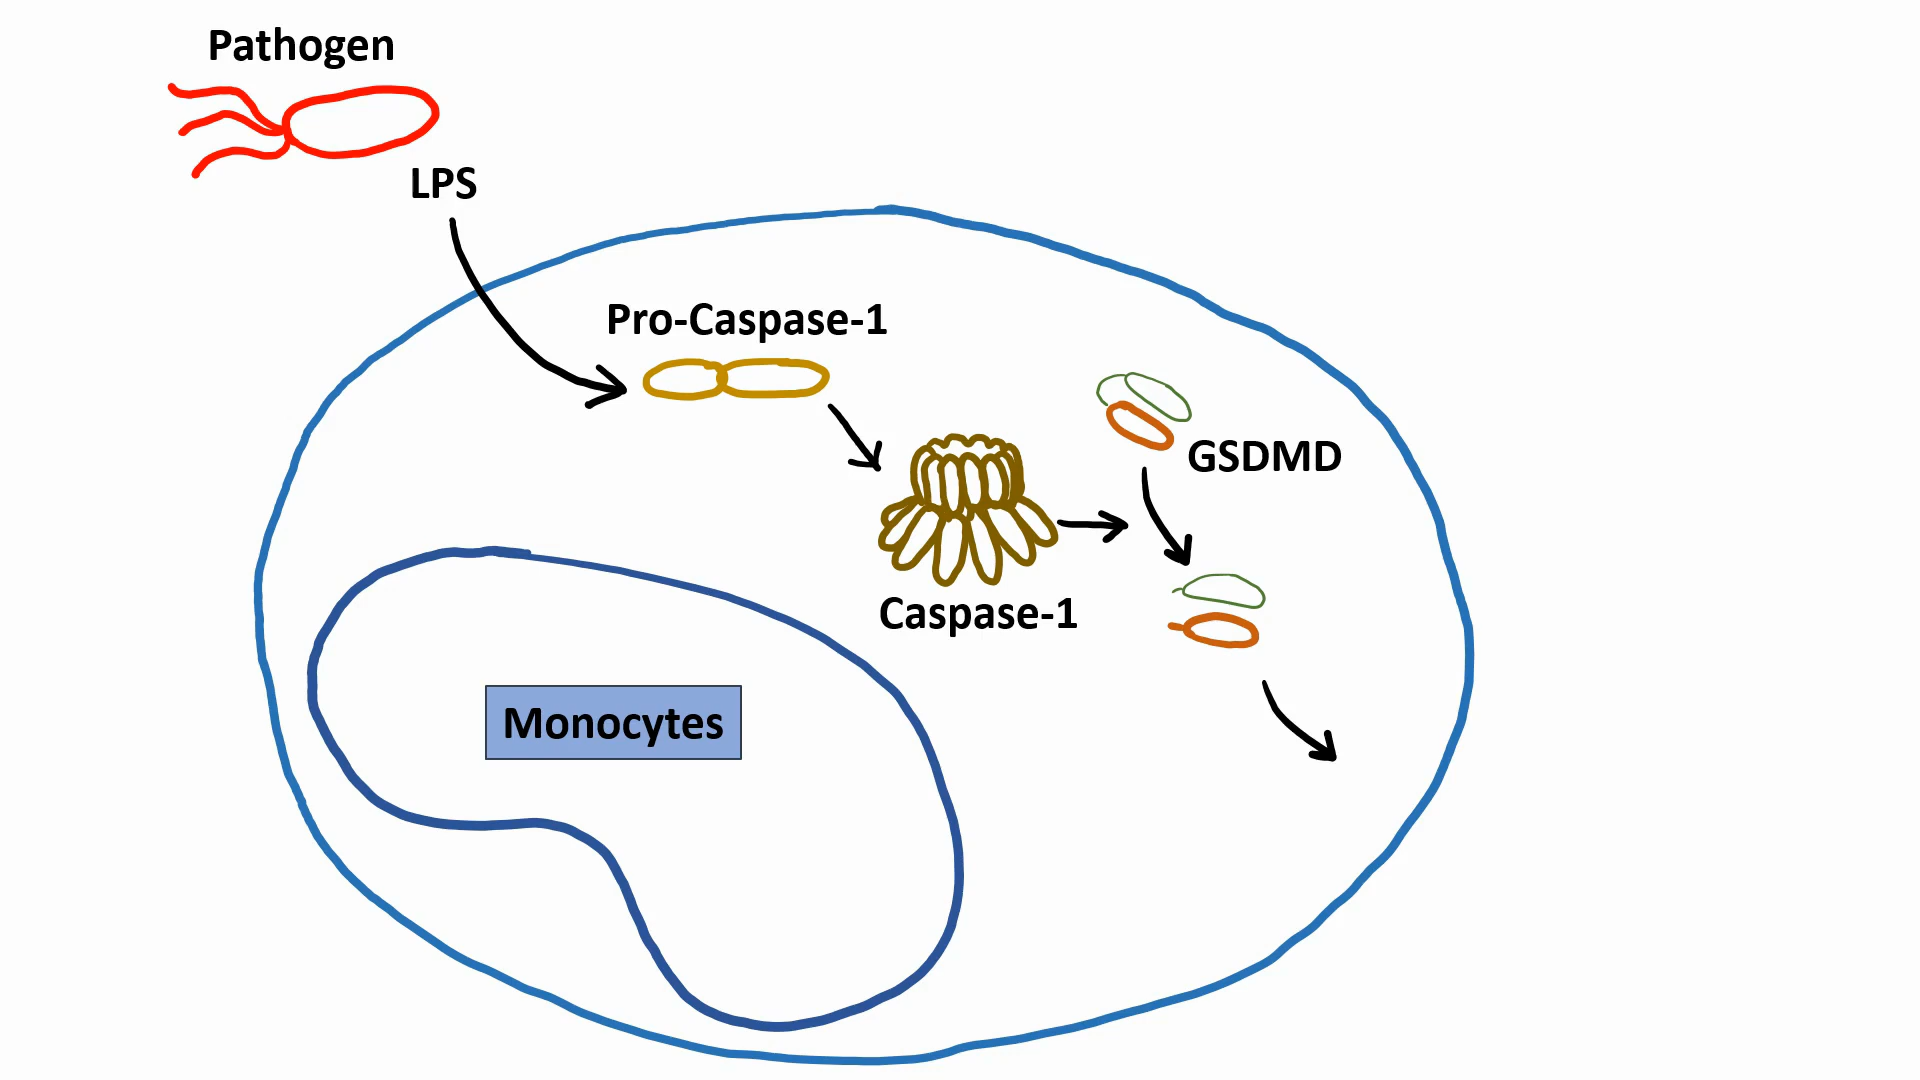 Pathogen
LPS
Pro-Caspase-1
GSDMD
Caspase-1
Monocytes